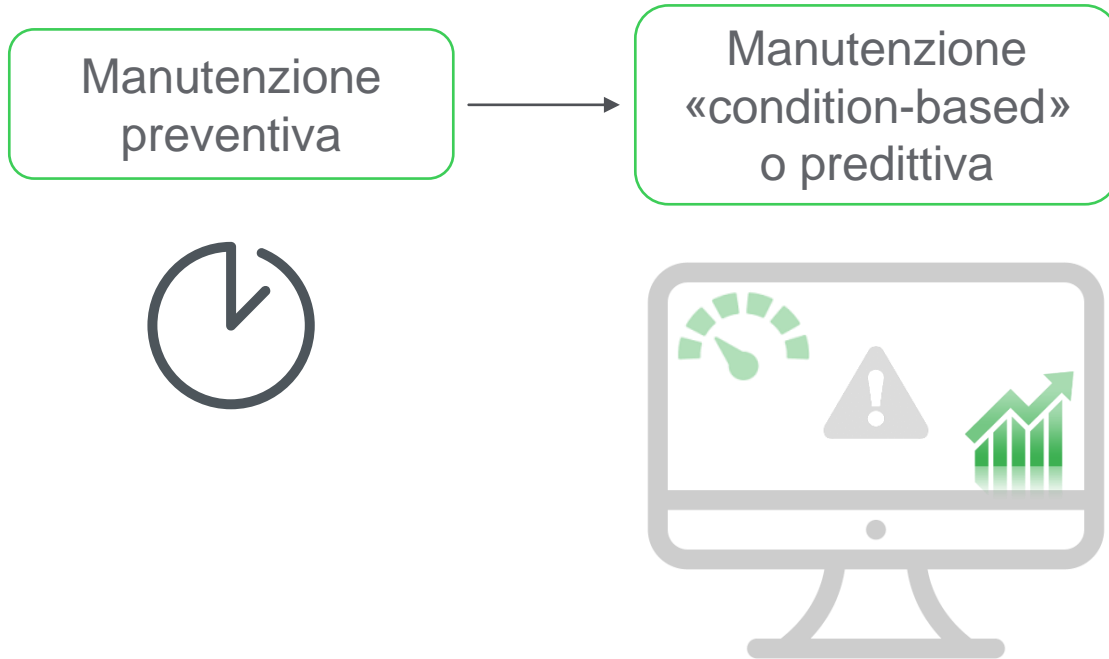 Manutenzione
preventiva
Manutenzione
«condition-based»
o predittiva